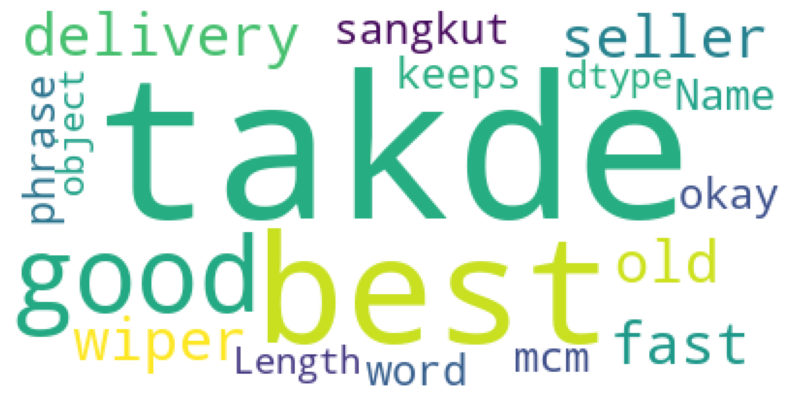 delivery
sangkut
seller
keeps
dtype
Name
phrase
object
takde
okay
good
best
old
wiper
Length
word
mcm
fast